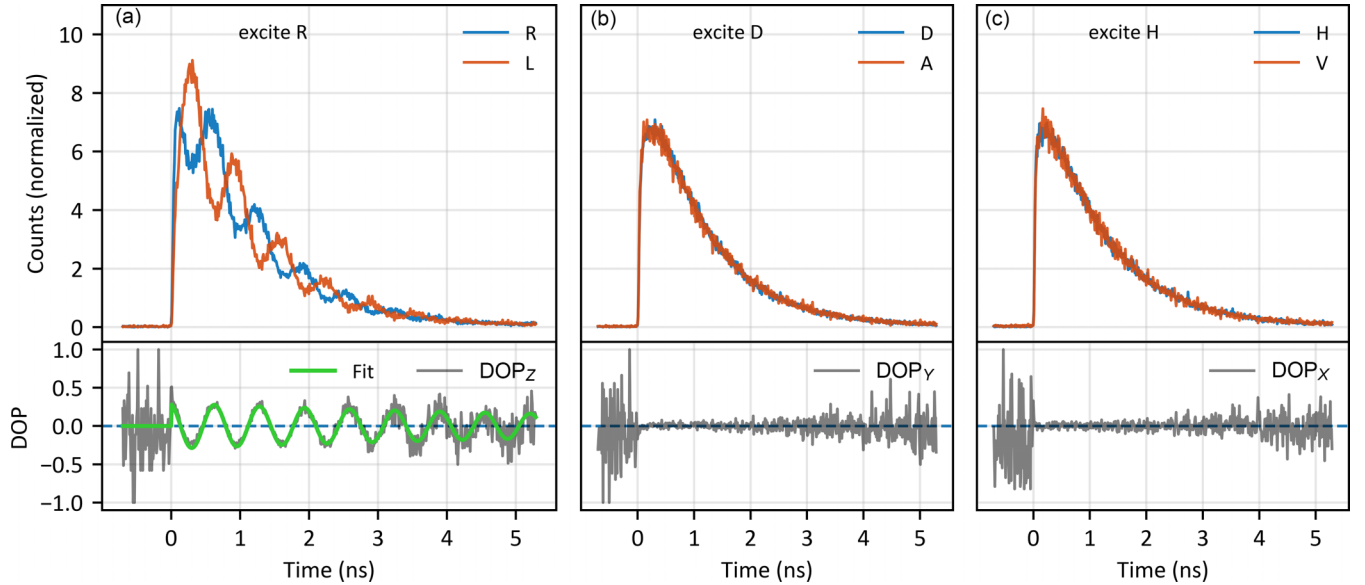 (a)
excite R
R
L
(b)
excite D
D
A
(c)
excite H
H
V
Counts (normalized)
10
8
6
4
2
0
Fit
DOP_Z
DOP_Y
DOP_X
DOP
1.0
0.5
0.0
−0.5
−1.0
0 1 2 3 4 5
0 1 2 3 4 5
0 1 2 3 4 5
Time (ns)
Time (ns)
Time (ns)